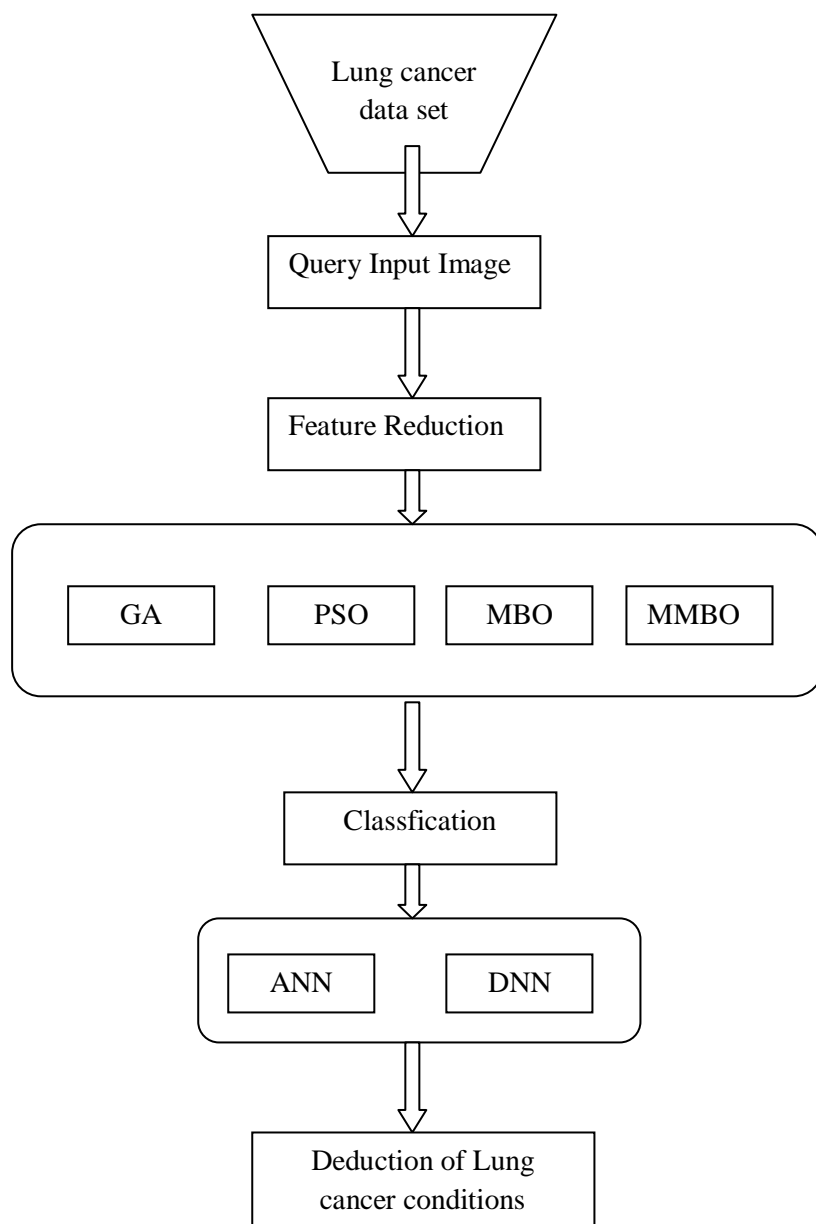 Lung cancer
data set
Query Input Image
Feature Reduction
GA PSO MBO MMBO
Classfication
ANN DNN
Deduction of Lung
cancer conditions